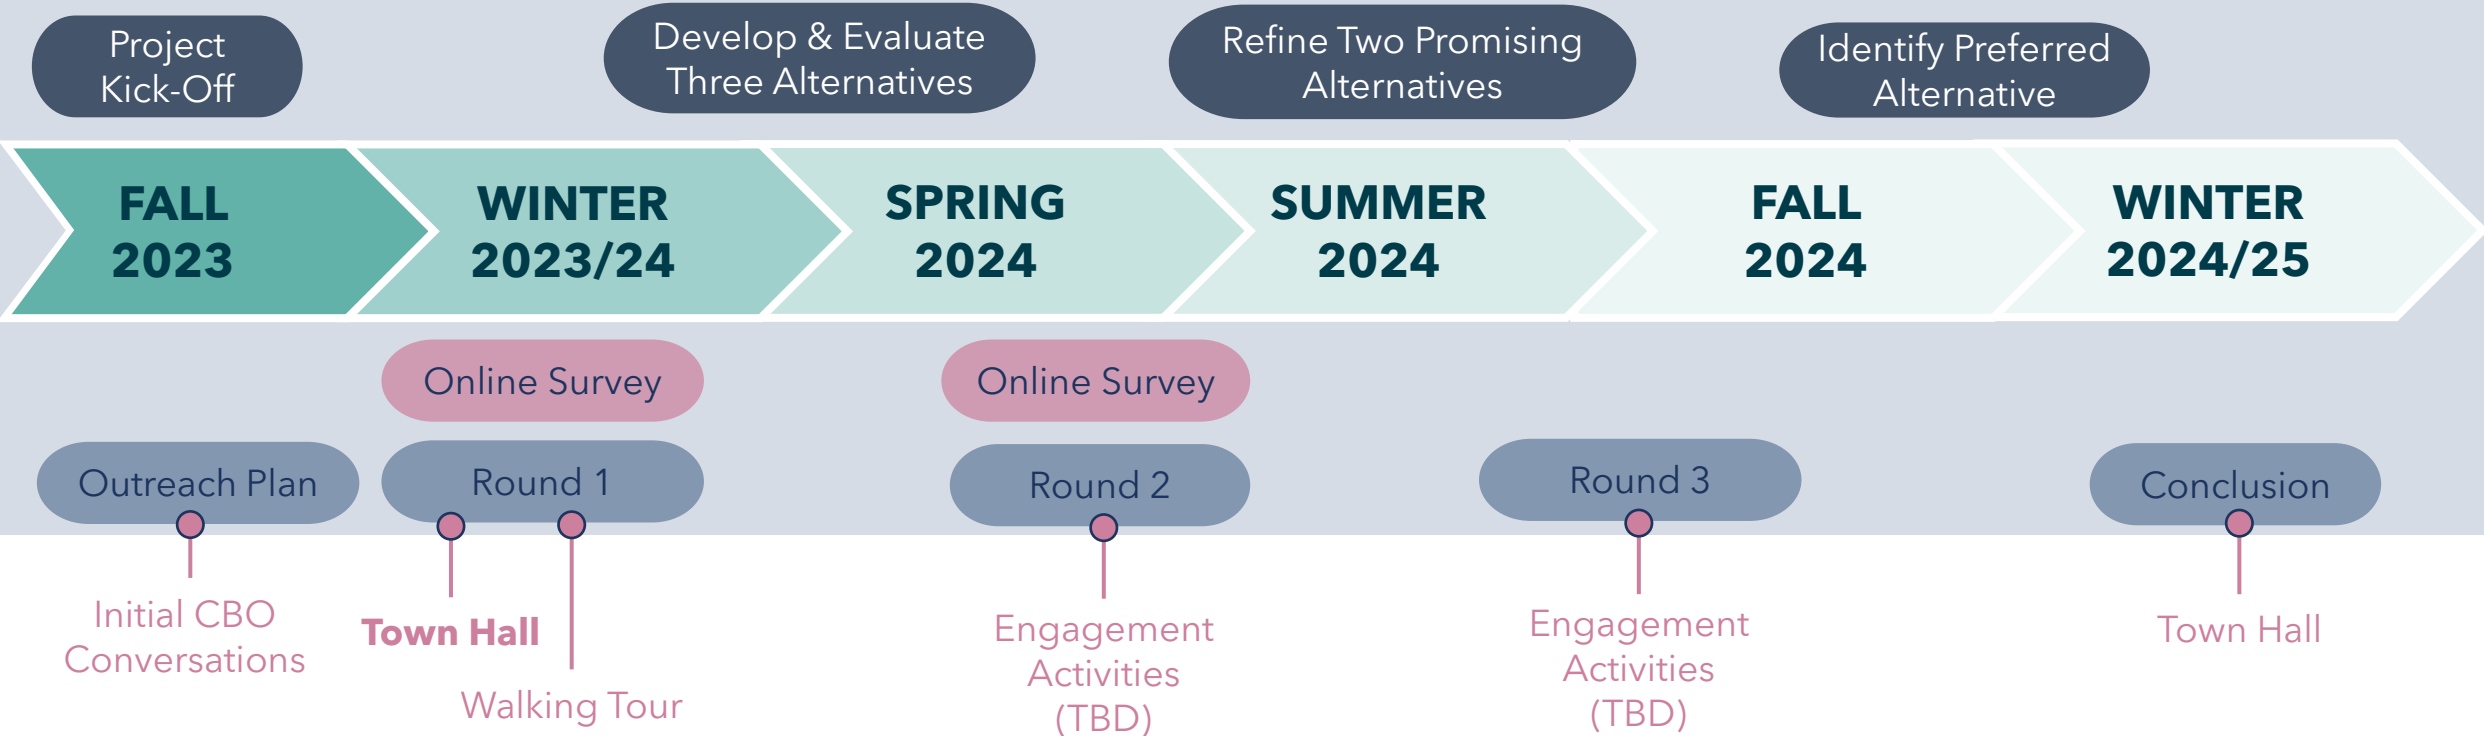 Project
Kick-Off
Develop & Evaluate
Three Alternatives
Refine Two Promising
Alternatives
Identify Preferred
Alternative
FALL
2023
WINTER
2023/24
SPRING
2024
SUMMER
2024
FALL
2024
WINTER
2024/25
Online Survey
Online Survey
Outreach Plan
Round 1
Round 2
Round 3
Conclusion
Initial CBO
Conversations
Town Hall
Walking Tour
Engagement
Activities
(TBD)
Engagement
Activities
(TBD)
Town Hall